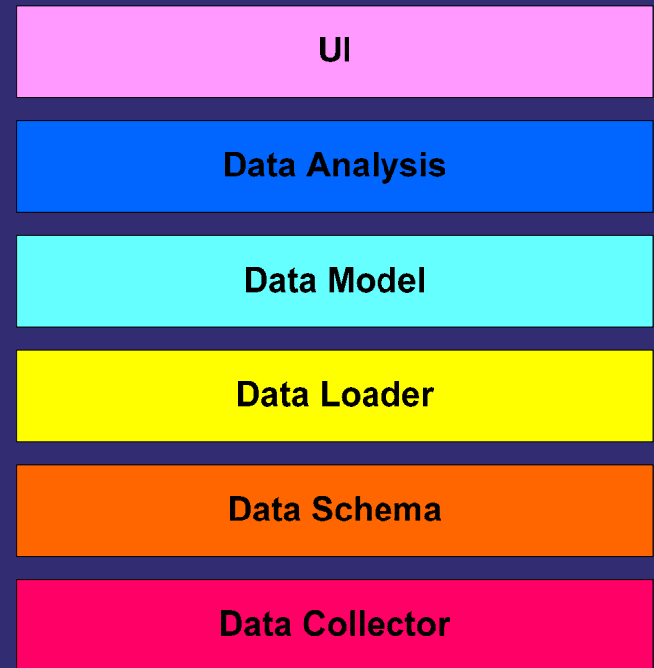 UI
Data Analysis
Data Model
Data Loader
Data Schema
Data Collector